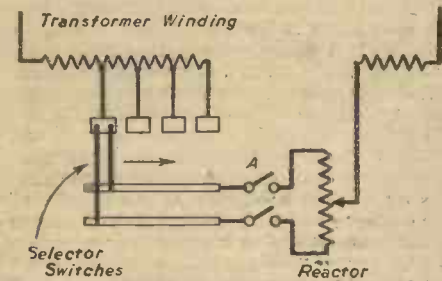 Transformer Winding
A
Selector
Switches
Reactor